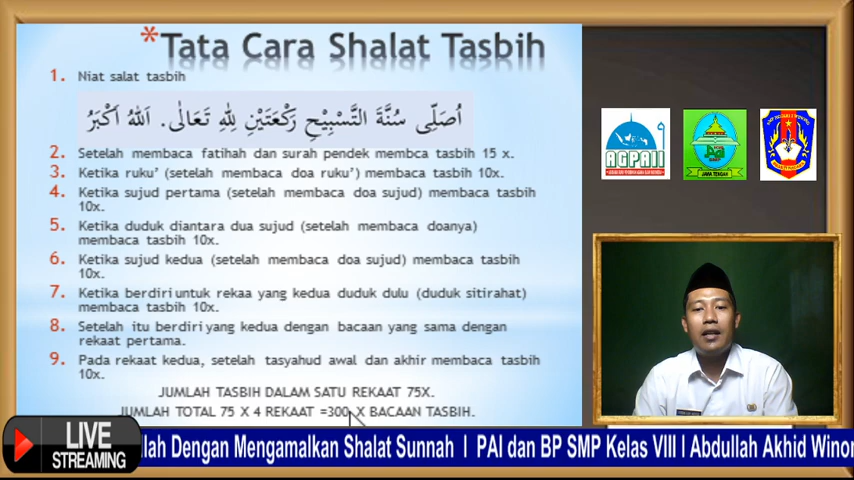 *Tata Cara Shalat Tasbih
1. Niat salat tasbih
اُصَلِّى سُنَّةَ التَّسْبِيْحِ رَكْعَتَيْنِ لِلّٰهِ تَعَالٰى. اَللهُ اَكْبَرُ
2. Setelah membaca fatihah dan surah pendek membca tasbih 15 x.
3. Ketika ruku' (setelah membaca doa ruku') membaca tasbih 10x.
4. Ketika sujud pertama (setelah membaca doa sujud) membaca tasbih
10x.
5. Ketika duduk diantara dua sujud (setelah membaca doanya)
membaca tasbih 10x.
6. Ketika sujud kedua (setelah membaca doa sujud) membaca tasbih
10x.
7. Ketika berdiri untuk rekaa yang kedua duduk dulu (duduk sitirahat)
membaca tasbih 10x.
8. Setelah itu berdiri yang kedua dengan bacaan yang sama dengan
rekaat pertama.
9. Pada rekaat kedua, setelah tasyahud awal dan akhir membaca tasbih
10x.
JUMLAH TASBIH DALAM SATU REKAAT 75X.
JUMLAH TOTAL 75 X 4 REKAAT =300 X BACAAN TASBIH.
AGPAII
JAWA TENGAH
LIVE
STREAMING
llah Dengan Mengamalkan Shalat Sunnah I PAI dan BP SMP Kelas VIII I Abdullah Akhid Winon